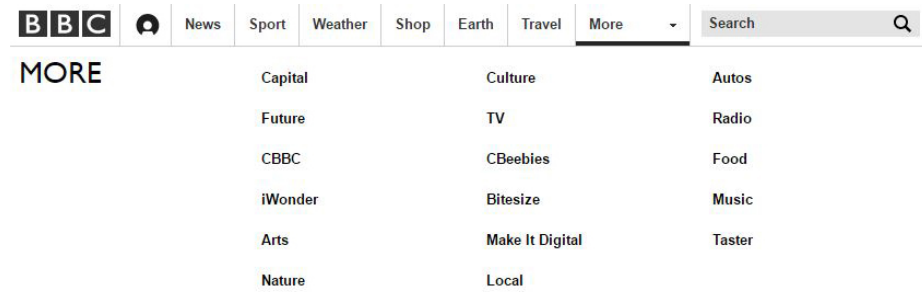 BBC News Sport Weather Shop Earth Travel More Search
MORE
Capital Culture Autos
Future TV Radio
CBBC CBeebies Food
iWonder Bitesize Music
Arts Make It Digital Taster
Nature Local